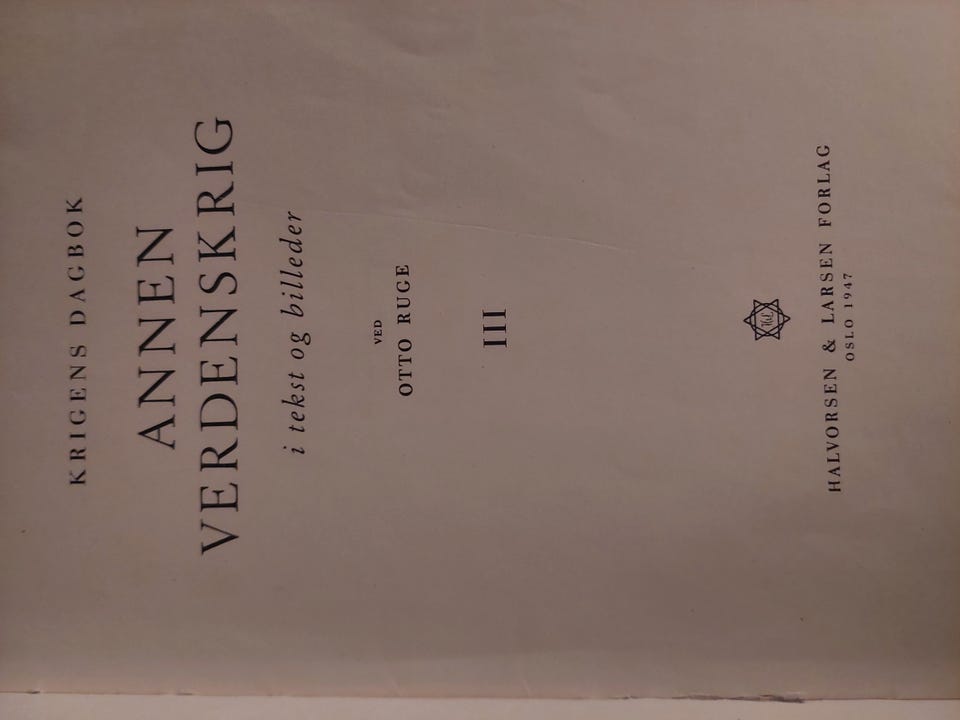 KRIGENS DAGBOK
ANNEN
VERDENSKRIG
i tekst og billeder
VED
OTTO RUGE
III
HALVORSEN & LARSEN FORLAG
OSLO 1947